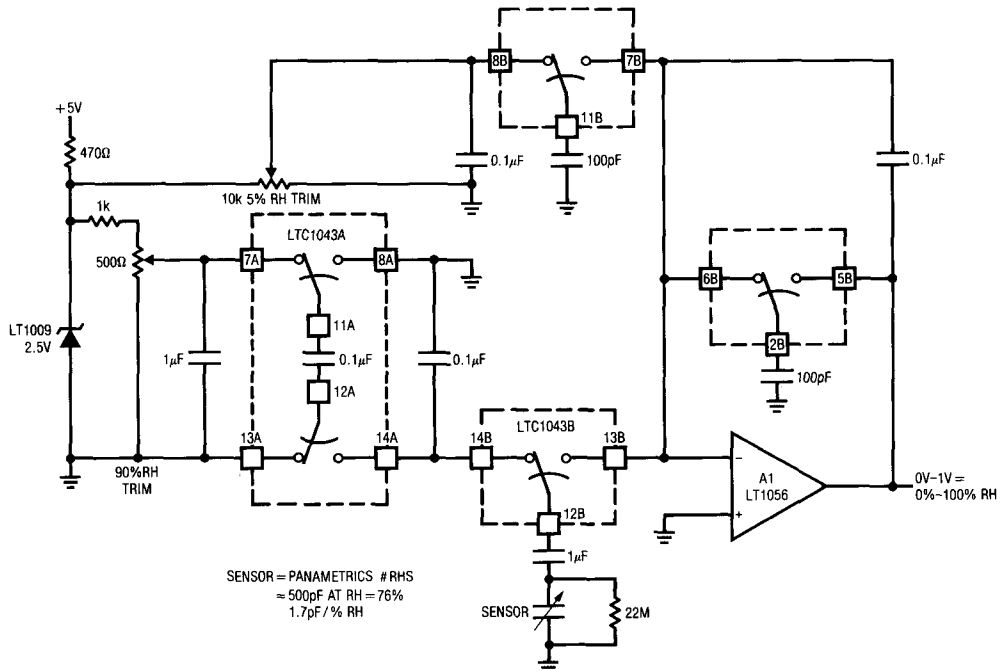 8B
7B
+5V
11B
470Ω
0.1μF
100pF
0.1μF
10k 5% RH TRIM
1k
LTC1043A
500Ω
7A
8A
6B
5B
LT1009
2.5V
11A
1μF
0.1μF
0.1μF
2B
12A
100pF
LTC1043B
13A
14A
14B
13B
90%RH
TRIM
A1
LT1056
−
+
0V–1V =
0%–100% RH
12B
1μF
SENSOR = PANAMETRICS #RHS
≈ 500pF AT RH = 76%
1.7pF/% RH
SENSOR
22M